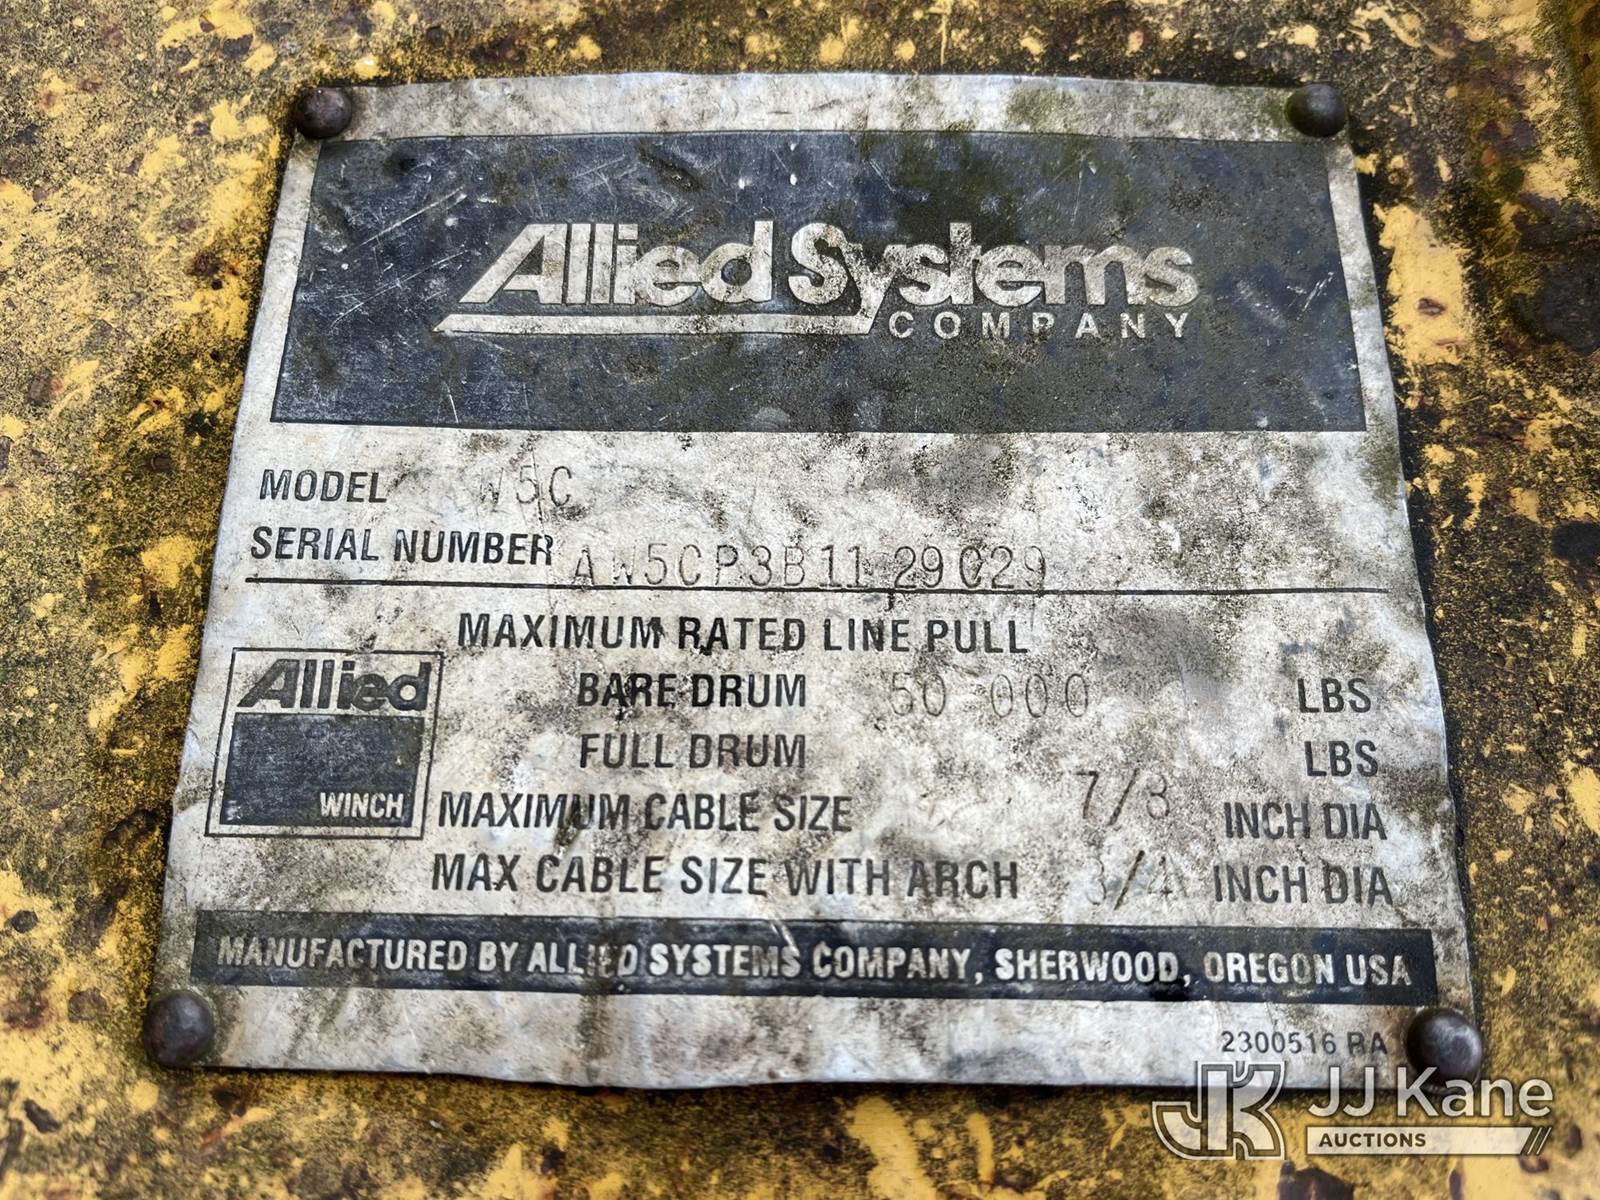 Allied Systems
COMPANY
MODEL W5C
SERIAL NUMBER AW5CP3B11 29029
MAXIMUM RATED LINE PULL
BARE DRUM 50 000 LBS
FULL DRUM LBS
MAXIMUM CABLE SIZE 7/8 INCH DIA
MAX CABLE SIZE WITH ARCH 3/4 INCH DIA
Allied
WINCH
MANUFACTURED BY ALLIED SYSTEMS COMPANY, SHERWOOD, OREGON USA
2300516 RA
JK JJ Kane
AUCTIONS